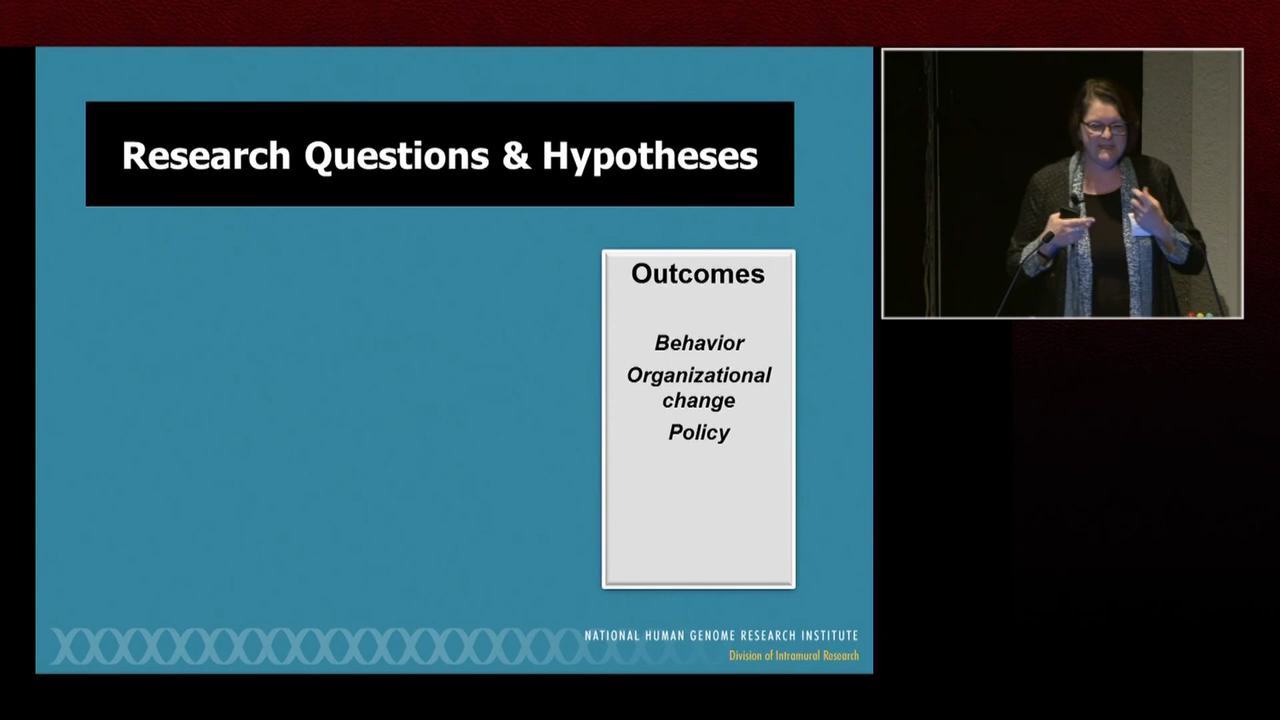 Research Questions & Hypotheses
Outcomes
Behavior
Organizational
change
Policy
NATIONAL HUMAN GENOME RESEARCH INSTITUTE
Division of Intramural Research